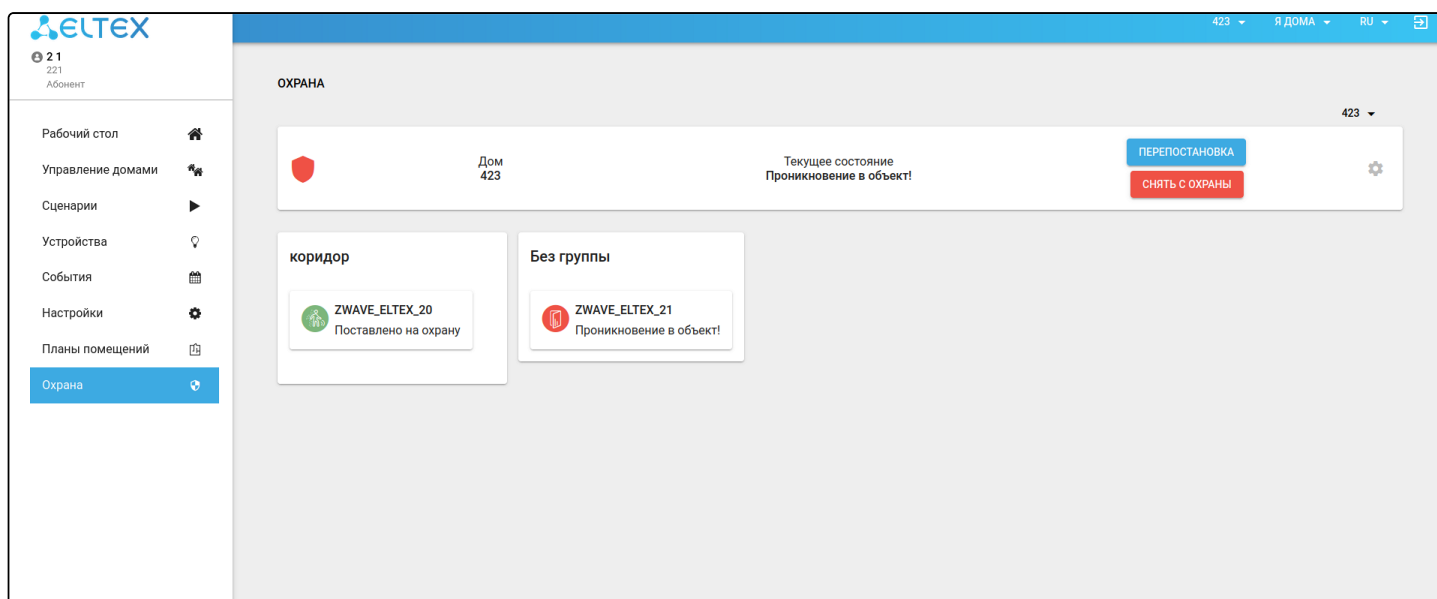 ELTEX
423
Я ДОМА
RU
2 1
221
Абонент
Рабочий стол
Управление домами
Сценарии
Устройства
События
Настройки
Планы помещений
Охрана
ОХРАНА
423
Дом
423
Текущее состояние
Проникновение в объект!
ПЕРЕПОСТАНОВКА
СНЯТЬ С ОХРАНЫ
коридор
ZWAVE_ELTEX_20
Поставлено на охрану
Без группы
ZWAVE_ELTEX_21
Проникновение в объект!